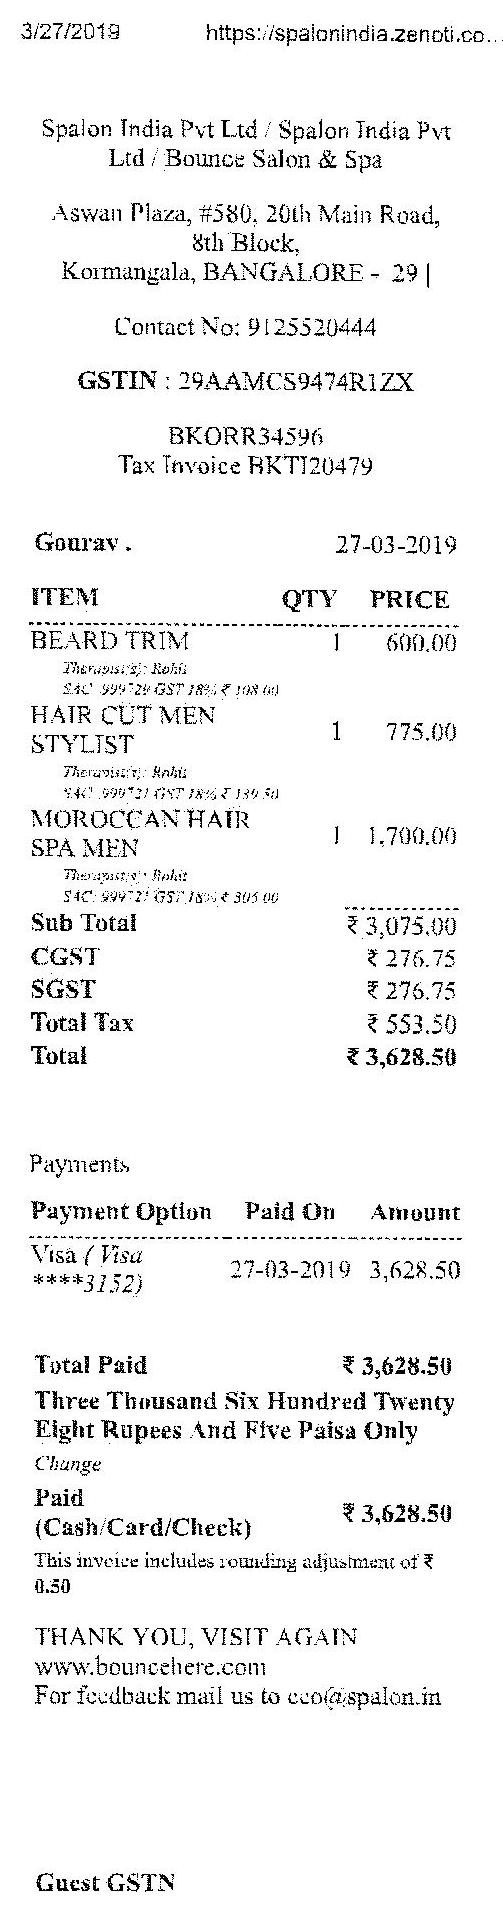 3/27/2019 https://spalonindia.zenoti.co...
Spalon India Pvt Ltd / Spalon India Pvt
Ltd / Bounce Salon & Spa
Aswan Plaza, #580, 20th Main Road,
8th Block,
Kormangala, BANGALORE - 29 |
Contact No: 9125520444
GSTIN : 29AAMCS9474R1ZX
BKORR34596
Tax Invoice BKTI20479
Gourav . 27-03-2019
ITEM QTY PRICE
BEARD TRIM 1 600.00
Therapist(s): Rohit
SAC: 999729 GST 18% ₹ 108.00
HAIR CUT MEN
STYLIST 1 775.00
Therapist(s): Rohit
SAC: 999721 GST 18% ₹ 139.50
MOROCCAN HAIR
SPA MEN 1 1,700.00
Therapist(s): Rohit
SAC: 999721 GST 18% ₹ 306.00
Sub Total ₹ 3,075.00
CGST ₹ 276.75
SGST ₹ 276.75
Total Tax ₹ 553.50
Total ₹ 3,628.50
Payments
Payment Option Paid On Amount
Visa ( Visa
****3152) 27-03-2019 3,628.50
Total Paid ₹ 3,628.50
Three Thousand Six Hundred Twenty
Eight Rupees And Five Paisa Only
Change
Paid
(Cash/Card/Check) ₹ 3,628.50
This invoice includes rounding adjustment of ₹
0.50
THANK YOU, VISIT AGAIN
www.bouncehere.com
For feedback mail us to ceo@spalon.in
Guest GSTN